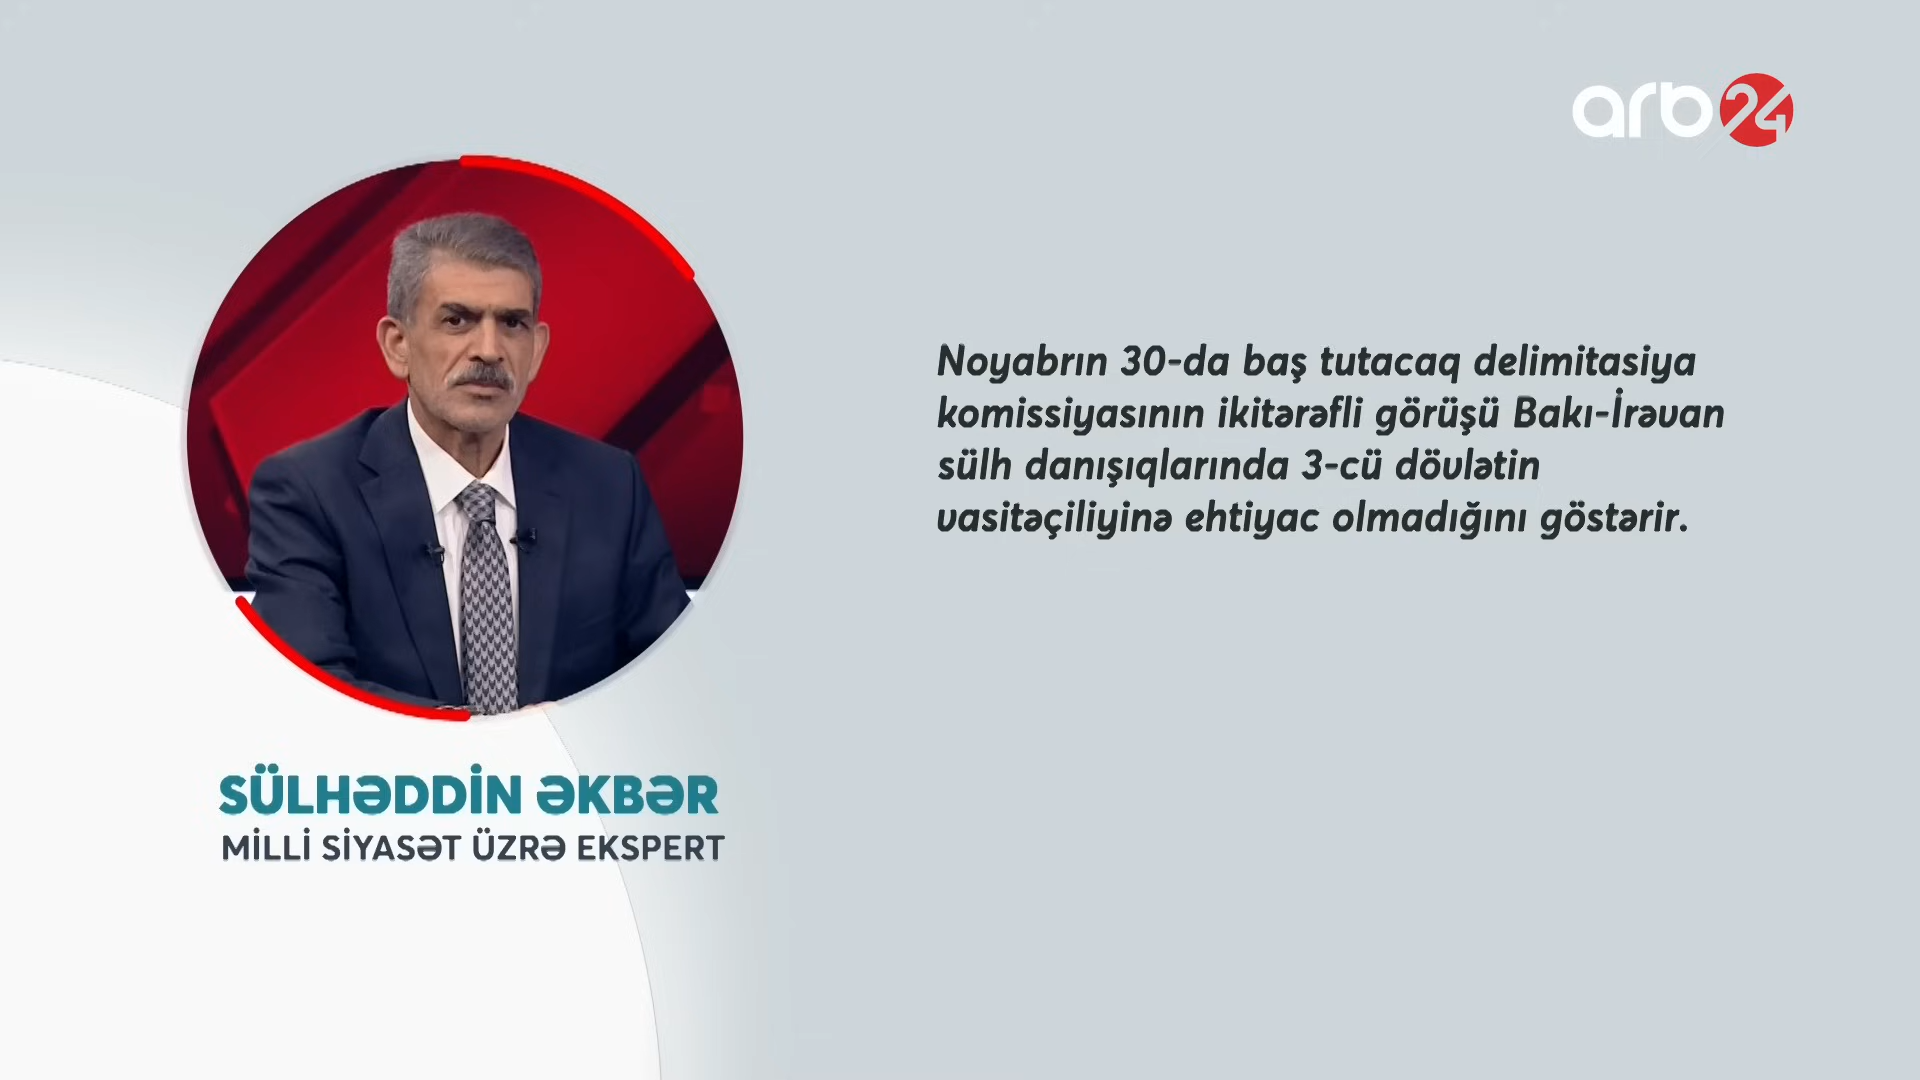 arb24
Noyabrın 30-da baş tutacaq delimitasiya
komissiyasının ikitərəfli görüşü Bakı-İrəvan
sülh danışıqlarında 3-cü dövlətin
vasitəçiliyinə ehtiyac olmadığını göstərir.
SÜLHƏDDİN ƏKBƏR
MİLLİ SİYASƏT ÜZRƏ EKSPERT